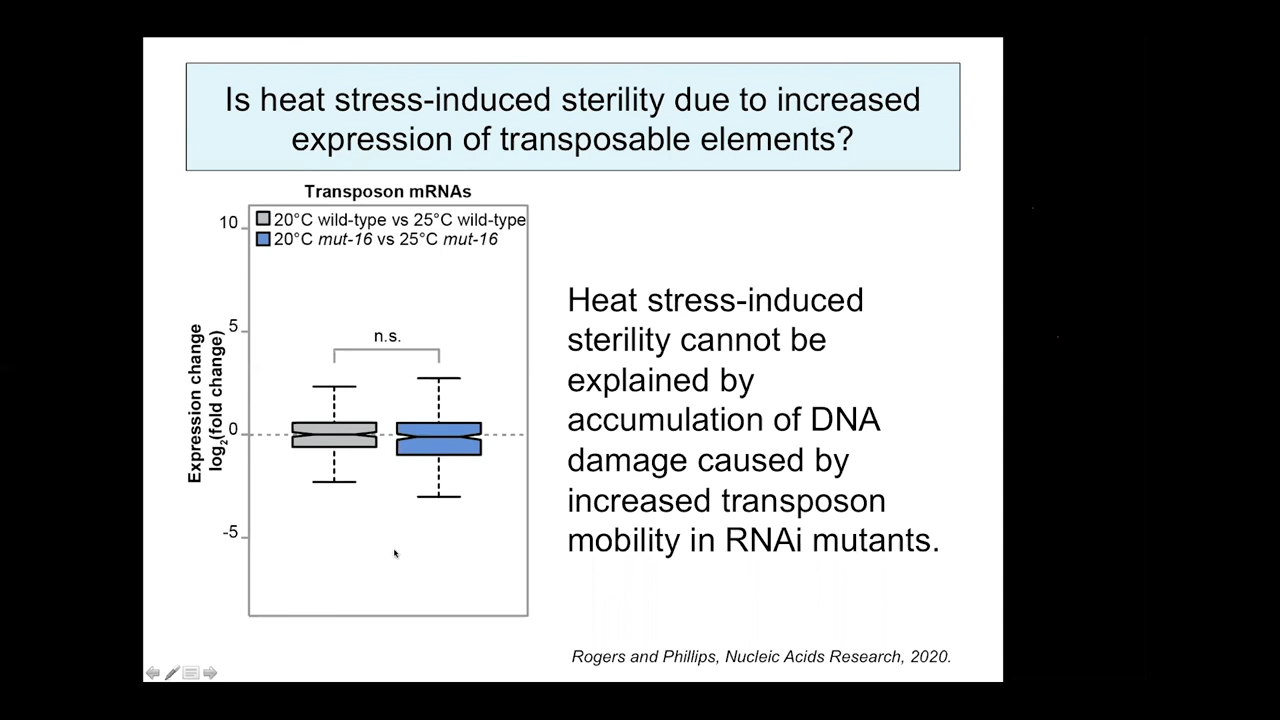 Is heat stress-induced sterility due to increased
expression of transposable elements?
Transposon mRNAs
20°C wild-type vs 25°C wild-type
20°C mut-16 vs 25°C mut-16
10
5
0
-5
n.s.
Expression change
log2(fold change)
Heat stress-induced
sterility cannot be
explained by
accumulation of DNA
damage caused by
increased transposon
mobility in RNAi mutants.
Rogers and Phillips, Nucleic Acids Research, 2020.